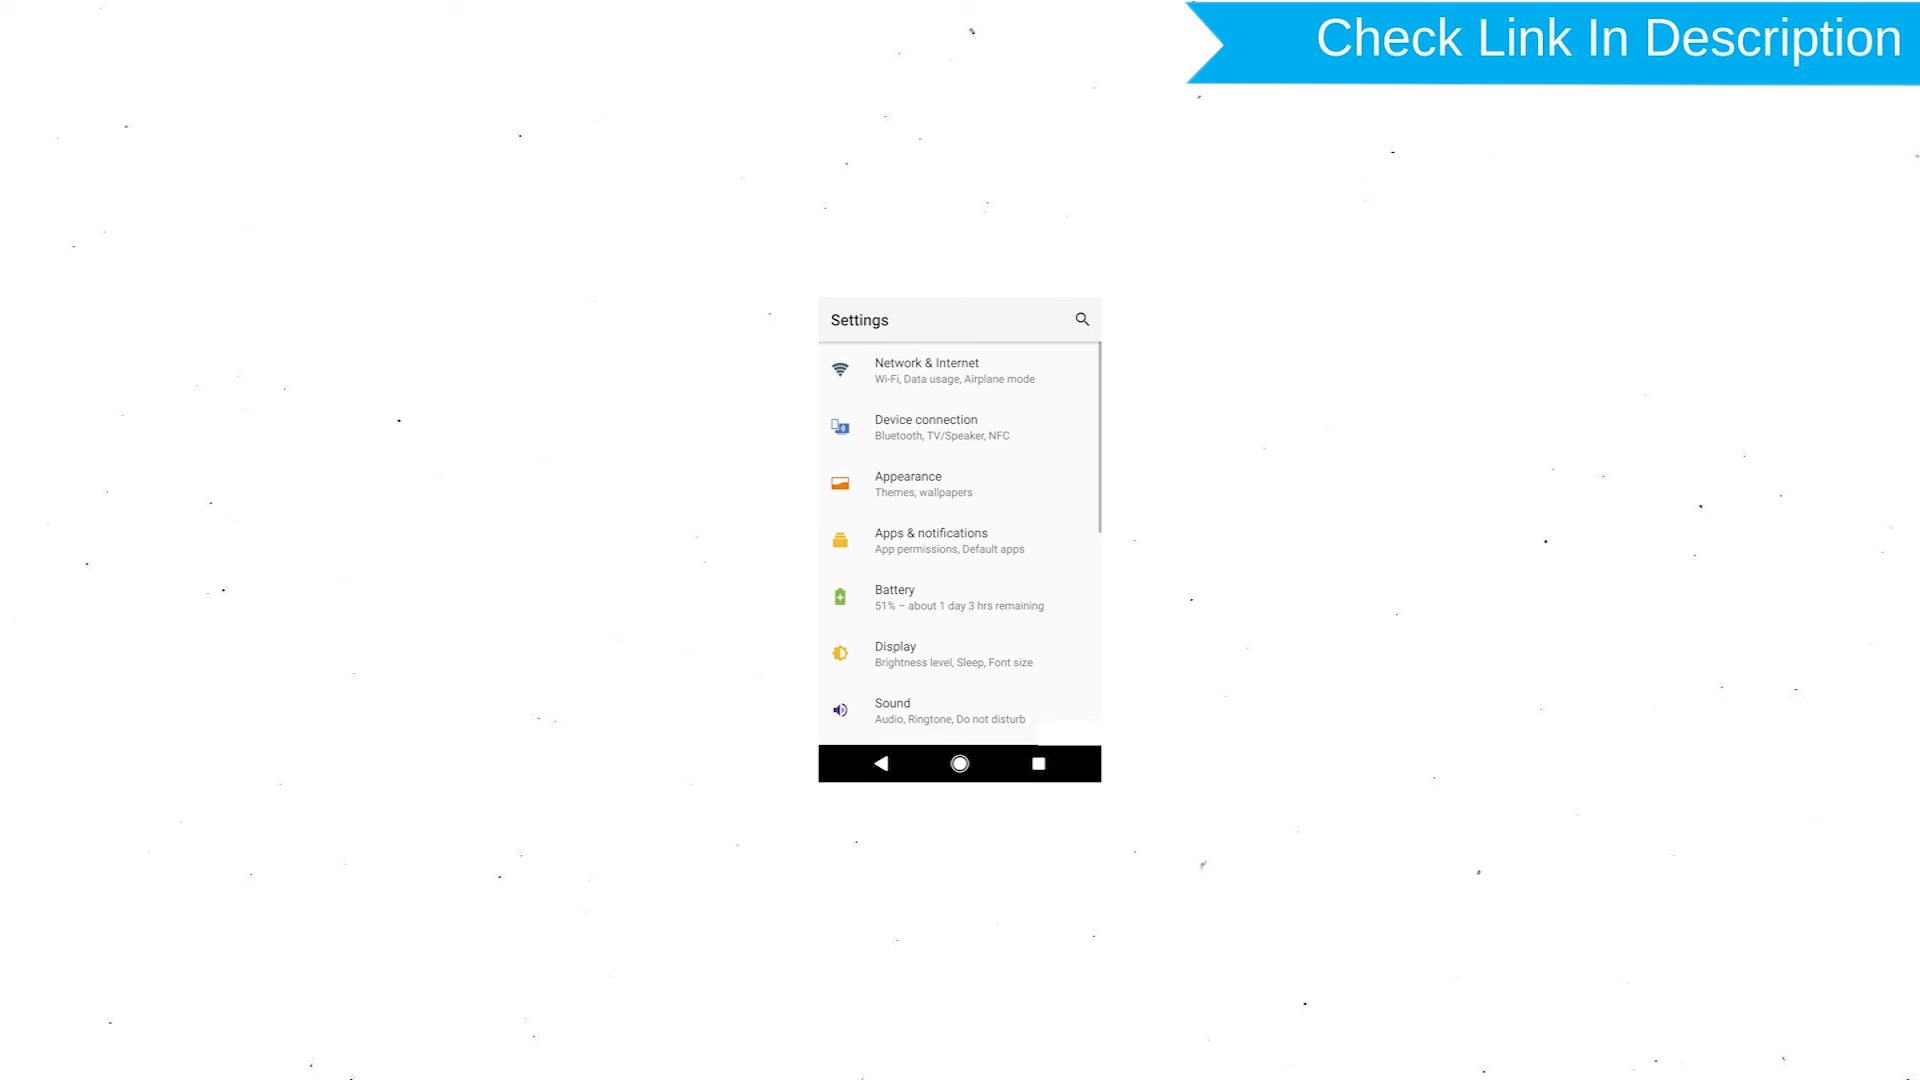 Check Link In Description
Settings
Network & Internet
Wi-Fi, Data usage, Airplane mode
Device connection
Bluetooth, TV/Speaker, NFC
Appearance
Themes, wallpapers
Apps & notifications
App permissions, Default apps
Battery
51% – about 1 day 3 hrs remaining
Display
Brightness level, Sleep, Font size
Sound
Audio, Ringtone, Do not disturb